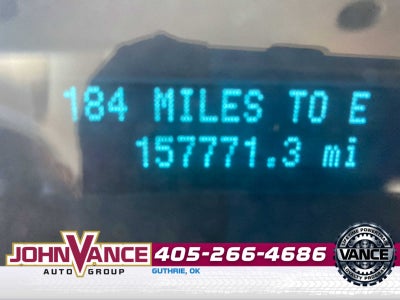 184 MILES TO E
157771.3 mi
JOHN VANCE
AUTO GROUP
405-266-4686
GUTHRIE, OK
VANCE